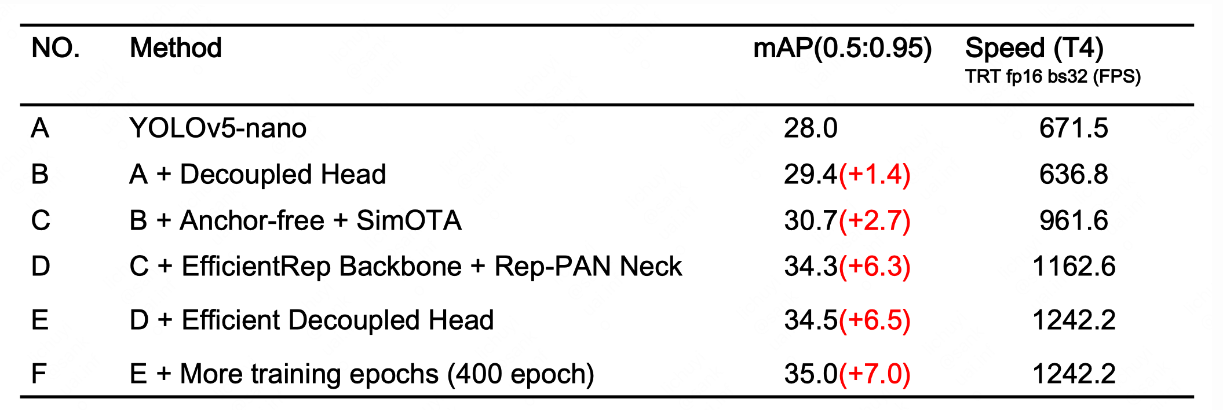 NO. Method mAP(0.5:0.95) Speed (T4)
TRT fp16 bs32 (FPS)
A YOLOv5-nano 28.0 671.5
B A + Decoupled Head 29.4(+1.4) 636.8
C B + Anchor-free + SimOTA 30.7(+2.7) 961.6
D C + EfficientRep Backbone + Rep-PAN Neck 34.3(+6.3) 1162.6
E D + Efficient Decoupled Head 34.5(+6.5) 1242.2
F E + More training epochs (400 epoch) 35.0(+7.0) 1242.2